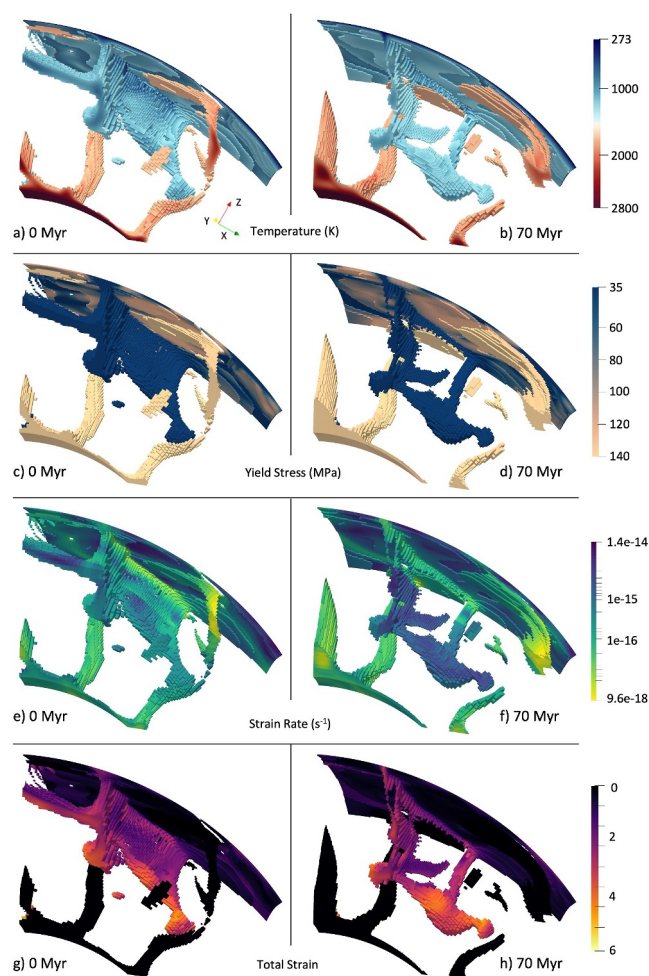 273
1000
2000
2800
Z
Y
X
a) 0 Myr
Temperature (K)
b) 70 Myr
35
60
80
100
120
140
c) 0 Myr
Yield Stress (MPa)
d) 70 Myr
1.4e-14
1e-15
1e-16
9.6e-18
e) 0 Myr
Strain Rate (s⁻¹)
f) 70 Myr
0
2
4
6
g) 0 Myr
Total Strain
h) 70 Myr